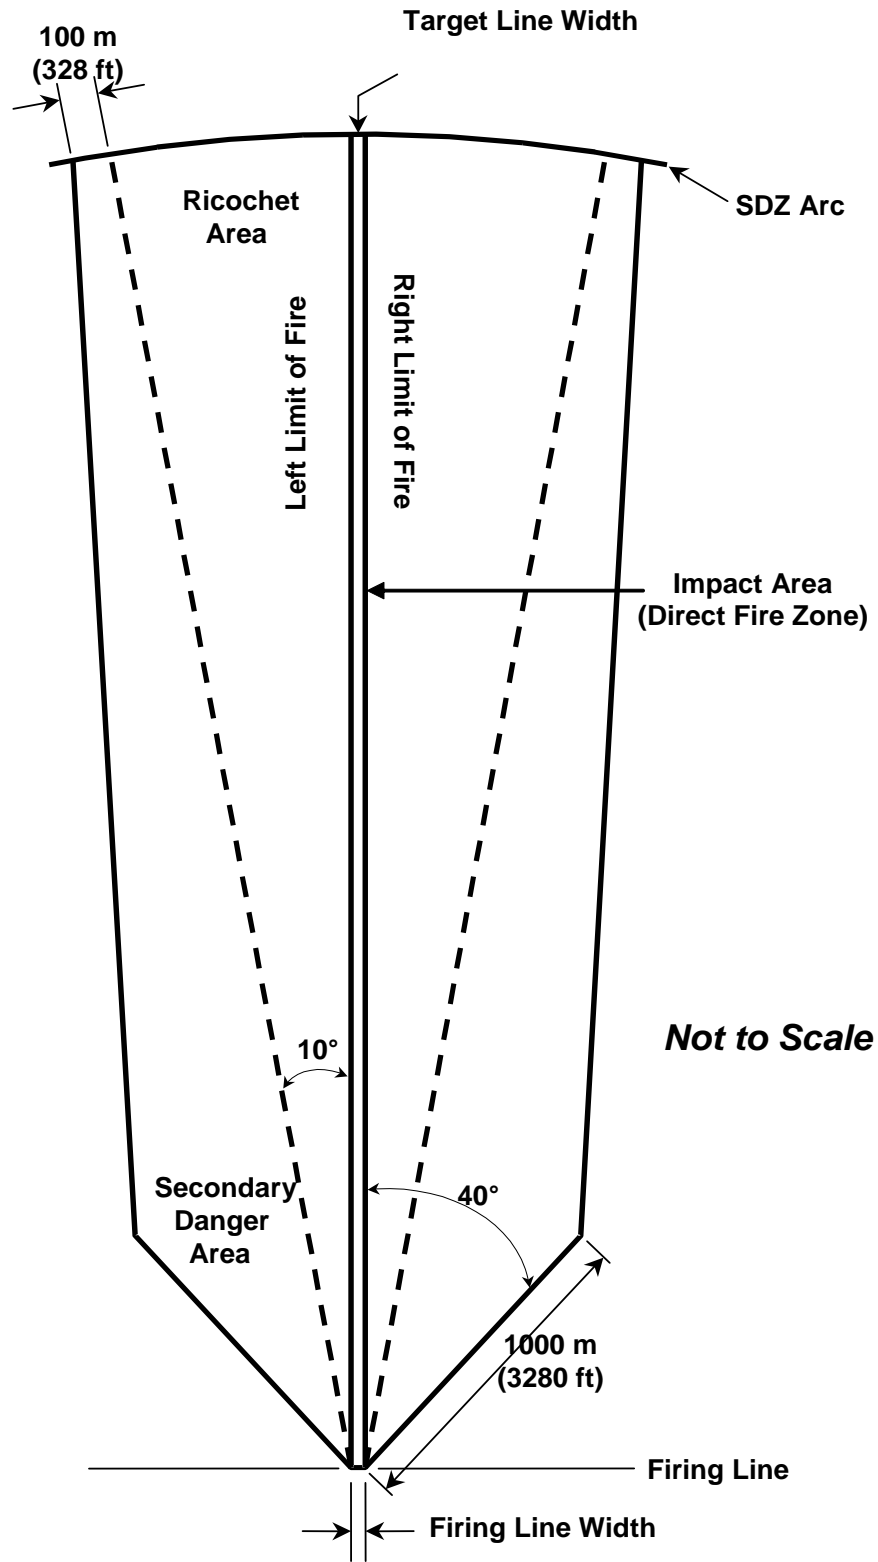 Target Line Width
100 m
(328 ft)
SDZ Arc
Ricochet
Area
Left Limit of Fire
Right Limit of Fire
Impact Area
(Direct Fire Zone)
Not to Scale
10°
Secondary
Danger
Area
40°
1000 m
(3280 ft)
Firing Line
Firing Line Width